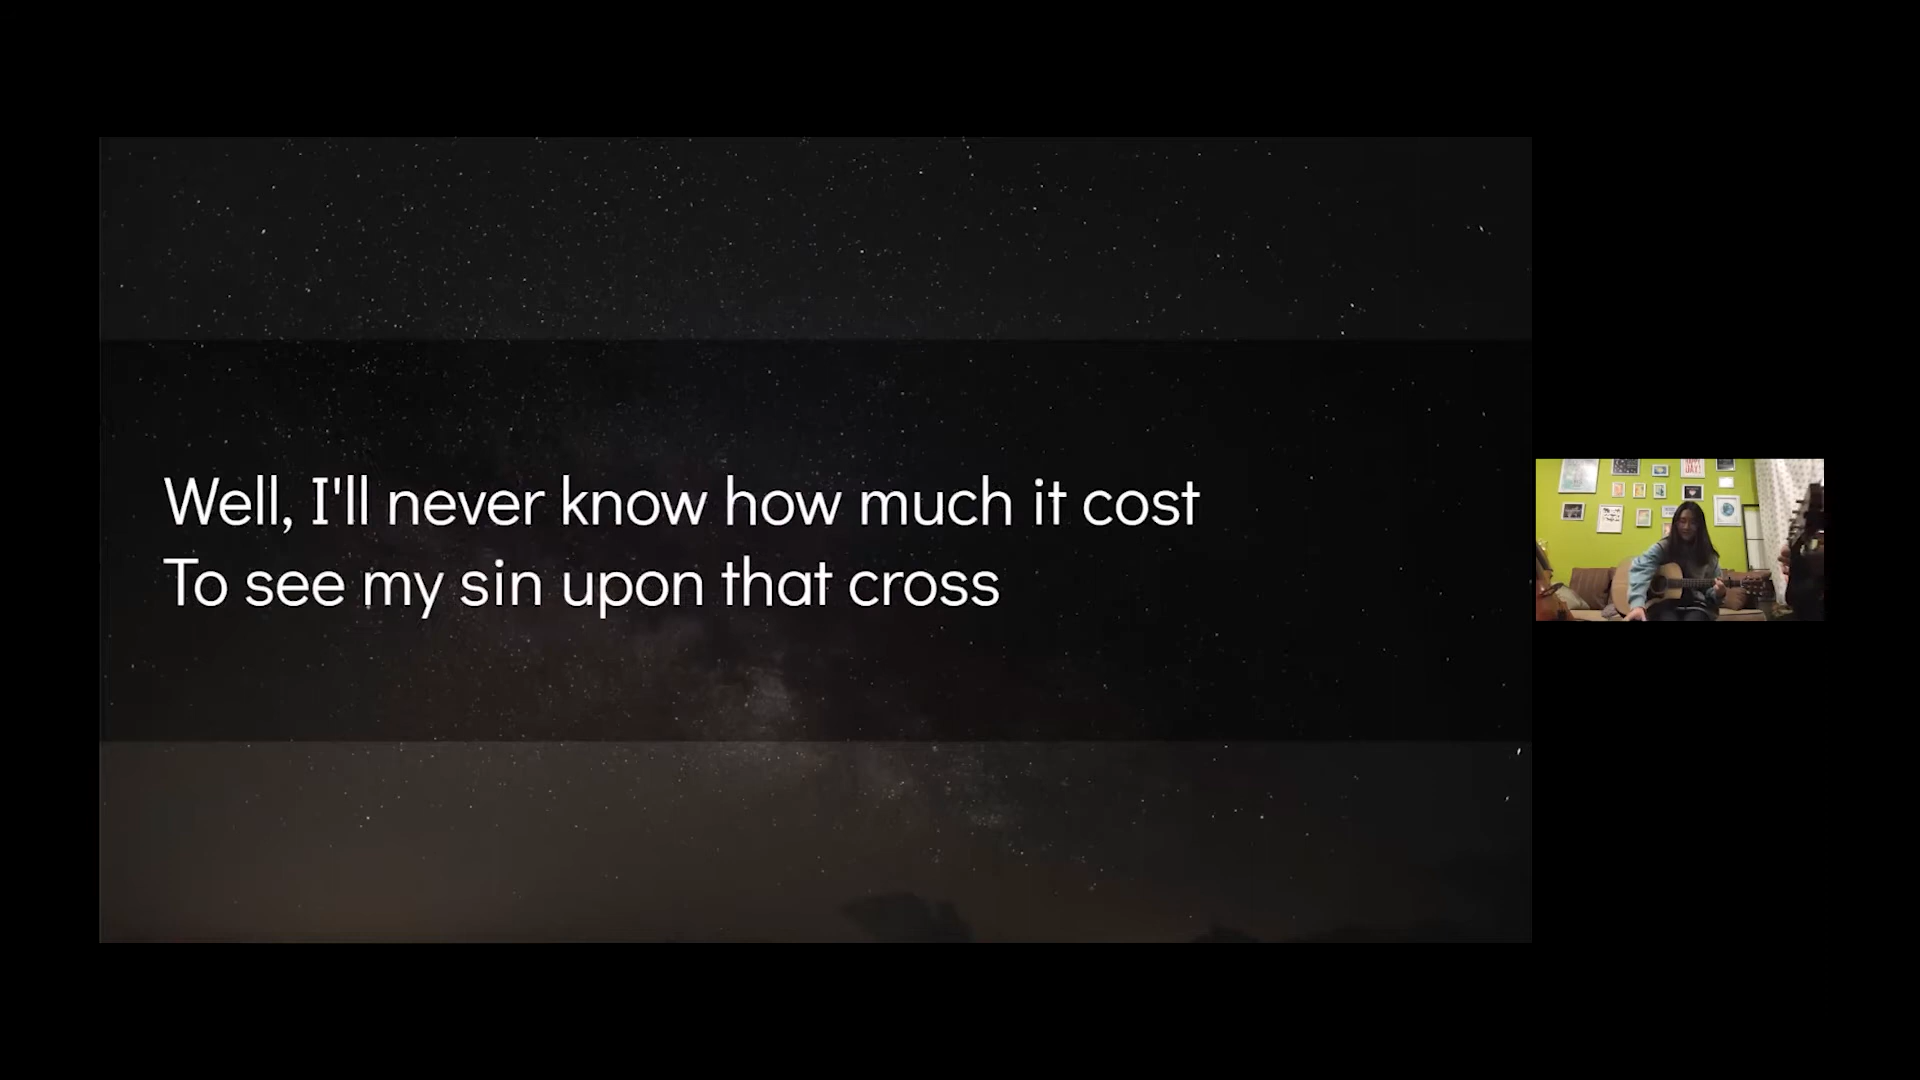 Well, I'll never know how much it cost
To see my sin upon that cross